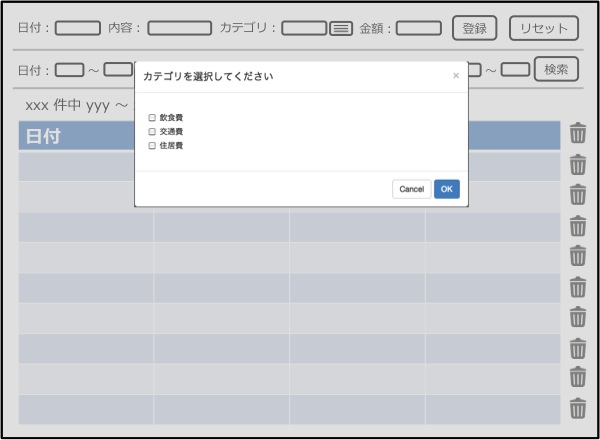 日付： 内容： カテゴリ： 金額： 登録 リセット
日付： ～ ～ 検索
カテゴリを選択してください ×
xxx 件中 yyy ～
飲食費
交通費
住居費
日付
Cancel OK